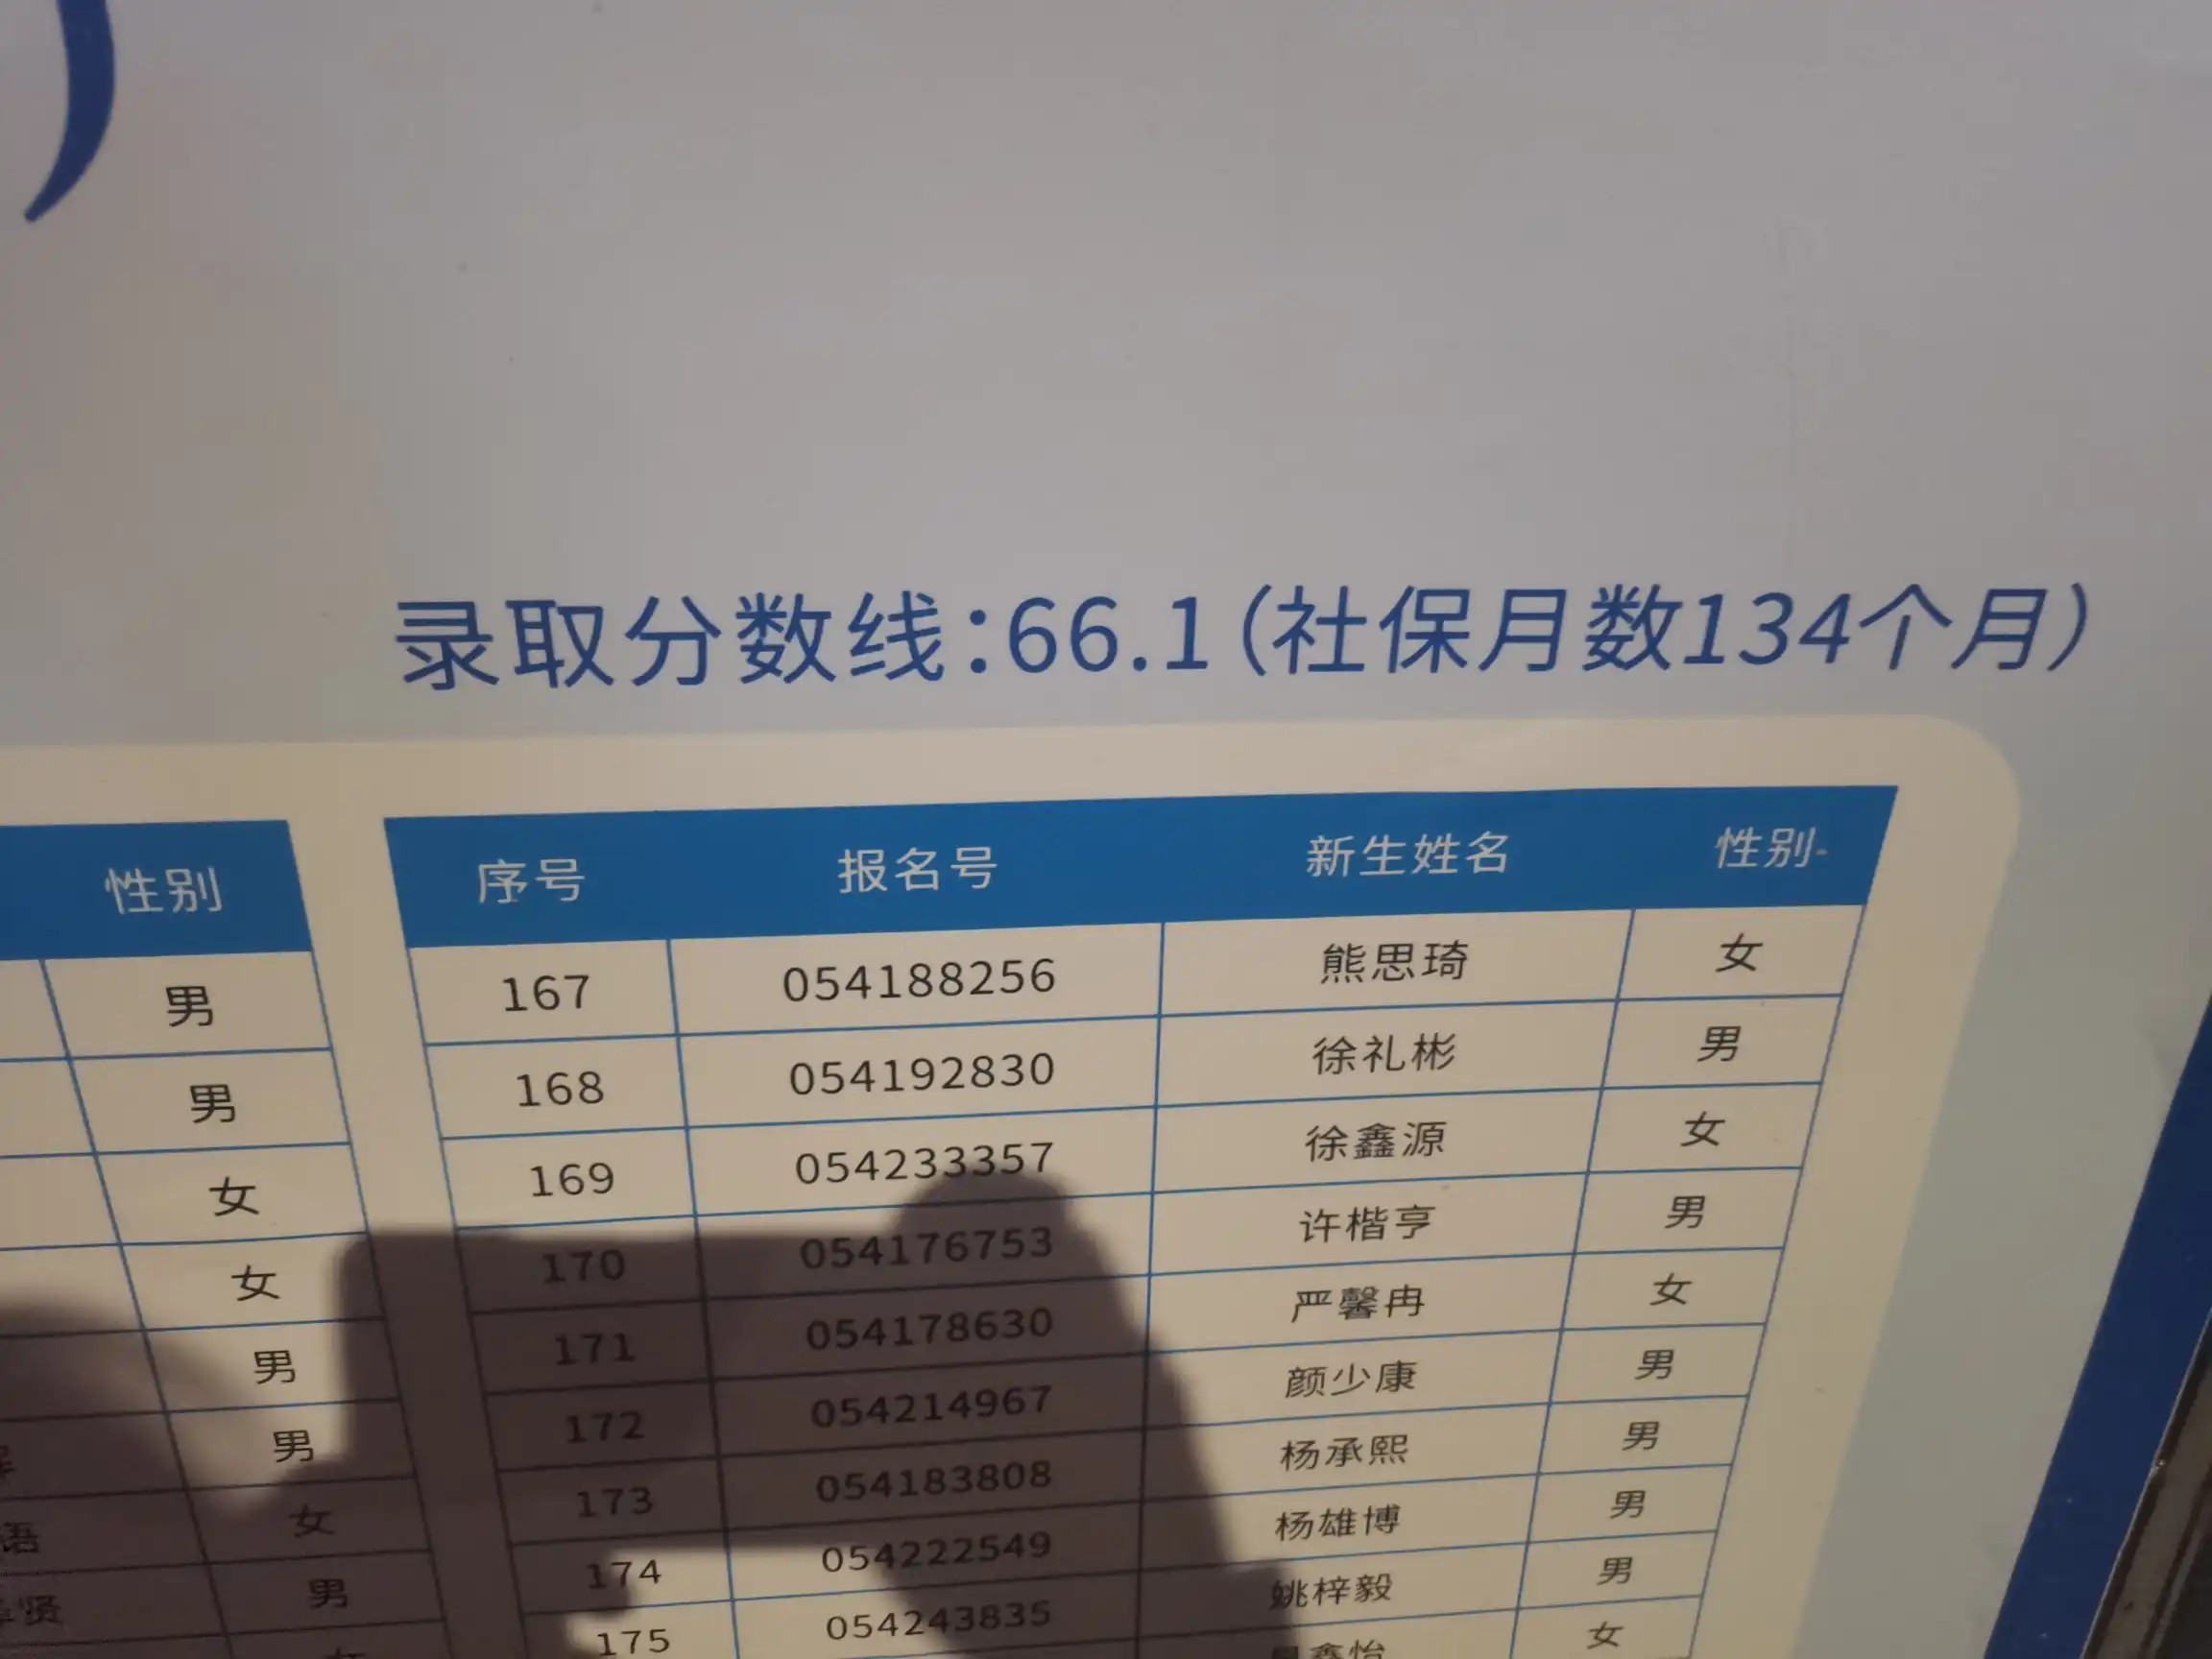 )
录取分数线:66.1(社保月数134个月)
性别 序号 报名号 新生姓名 性别-
男 167 054188256 熊思琦 女
男 168 054192830 徐礼彬 男
女 169 054233357 徐鑫源 女
女 170 054176753 许楷亨 男
男 171 054178630 严馨冉 女
男 172 054214967 颜少康 男
语 女 173 054183808 杨承熙 男
贤 男 174 054222549 杨雄博 男
175 054243835 姚梓毅 男
鑫怡 女